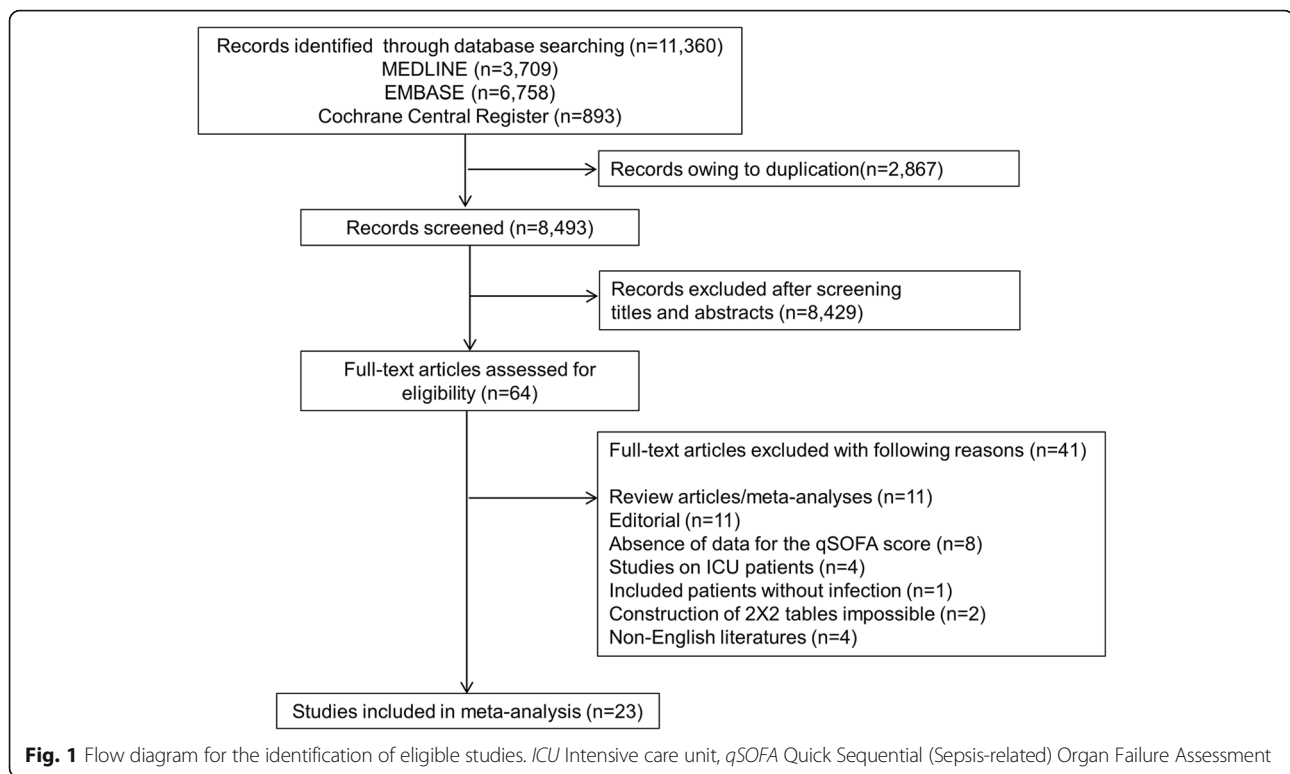 Records identified through database searching (n=11,360)
MEDLINE (n=3,709)
EMBASE (n=6,758)
Cochrane Central Register (n=893)
Records owing to duplication(n=2,867)
Records screened (n=8,493)
Records excluded after screening
titles and abstracts (n=8,429)
Full-text articles assessed for
eligibility (n=64)
Full-text articles excluded with following reasons (n=41)
Review articles/meta-analyses (n=11)
Editorial (n=11)
Absence of data for the qSOFA score (n=8)
Studies on ICU patients (n=4)
Included patients without infection (n=1)
Construction of 2X2 tables impossible (n=2)
Non-English literatures (n=4)
Studies included in meta-analysis (n=23)
Fig. 1 Flow diagram for the identification of eligible studies. ICU Intensive care unit, qSOFA Quick Sequential (Sepsis-related) Organ Failure Assessment